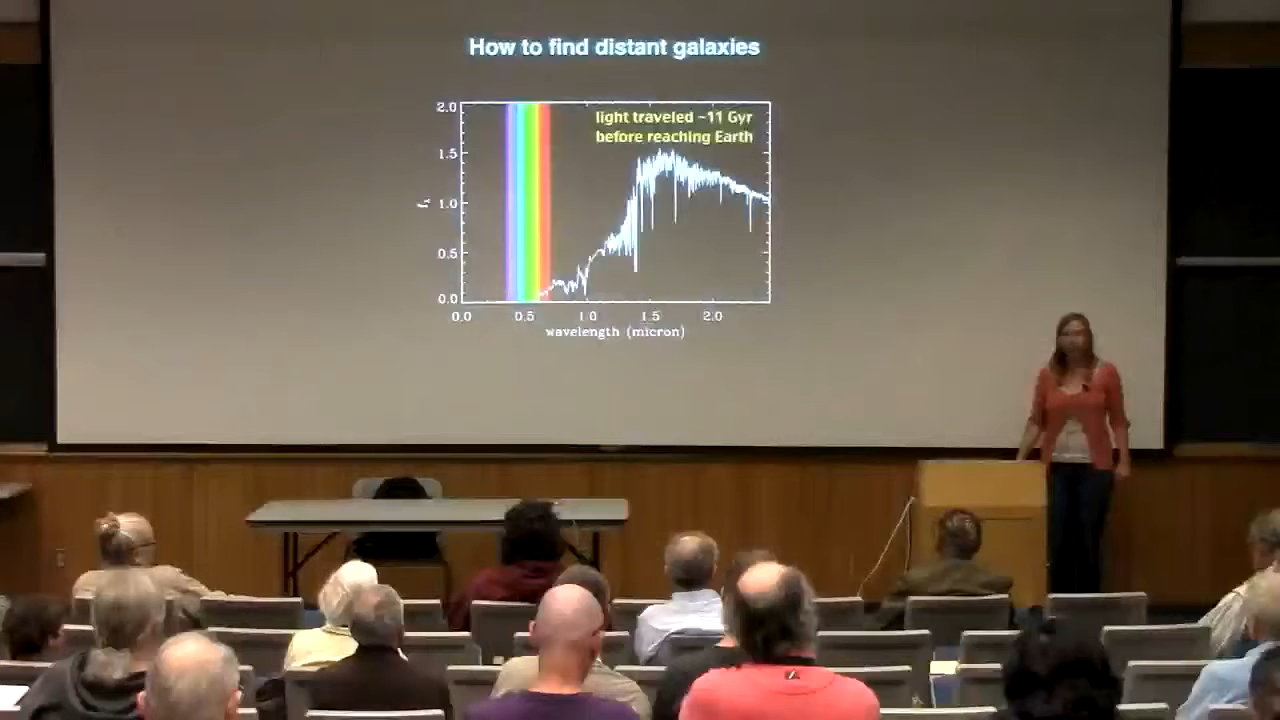 How to find distant galaxies
light traveled ~11 Gyr
before reaching Earth
2.0
1.5
1.0
0.5
0.0
fλ
0.0 0.5 1.0 1.5 2.0
wavelength (micron)